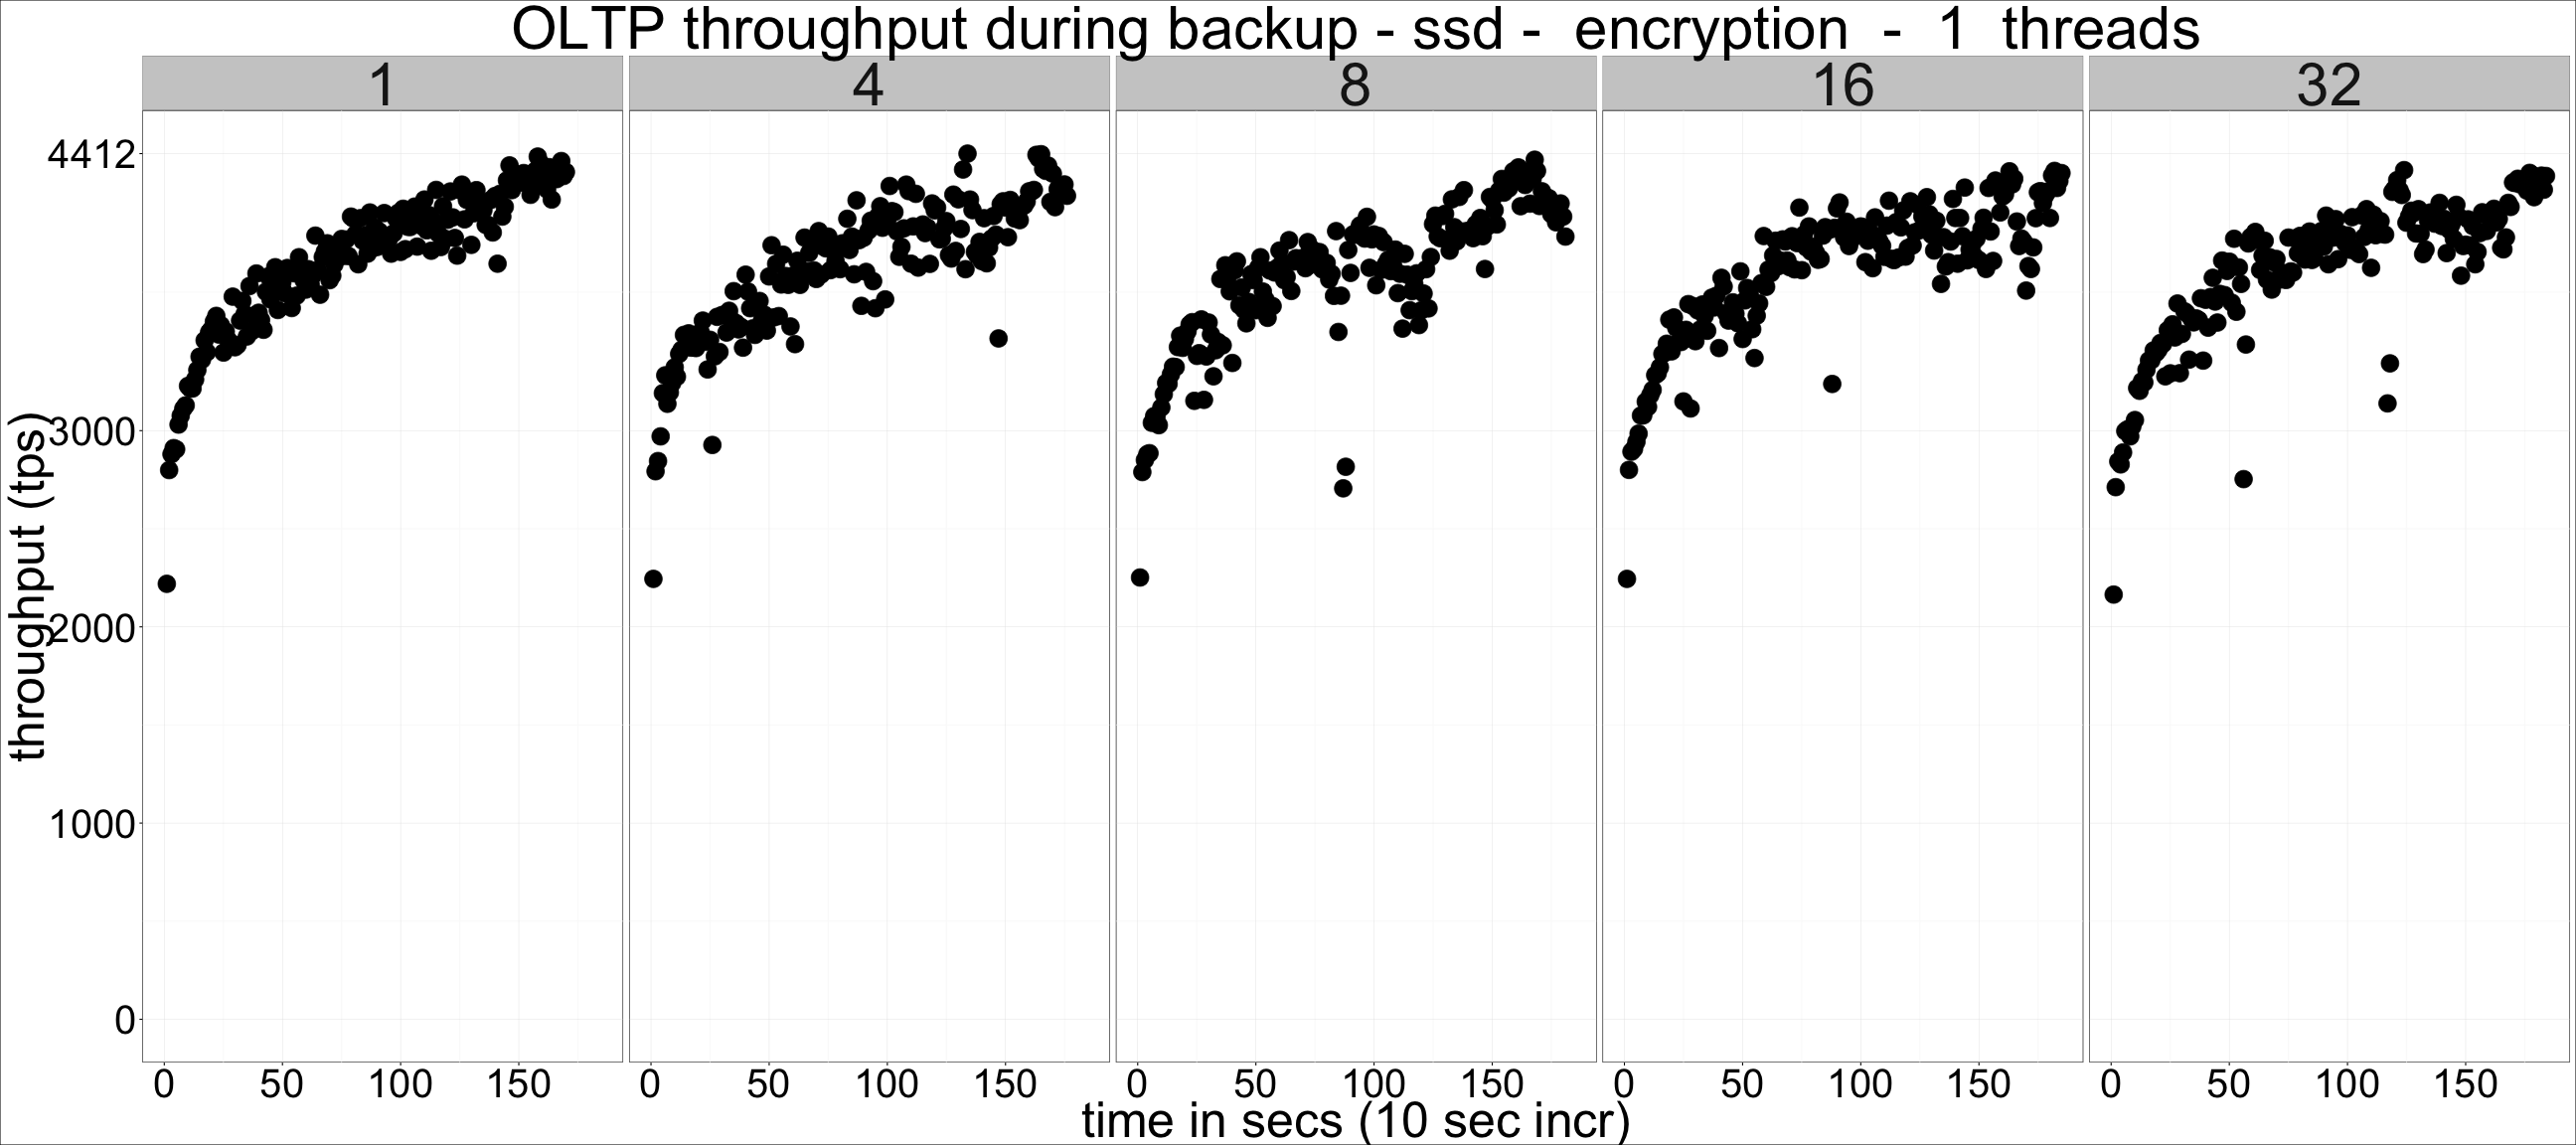 OLTP throughput during backup - ssd -  encryption  -  1  threads
1 4 8 16 32
4412
3000
2000
1000
0
throughput (tps)
0 50 100 150 0 50 100 150 0 50 100 150 0 50 100 150 0 50 100 150
time in secs (10 sec incr)